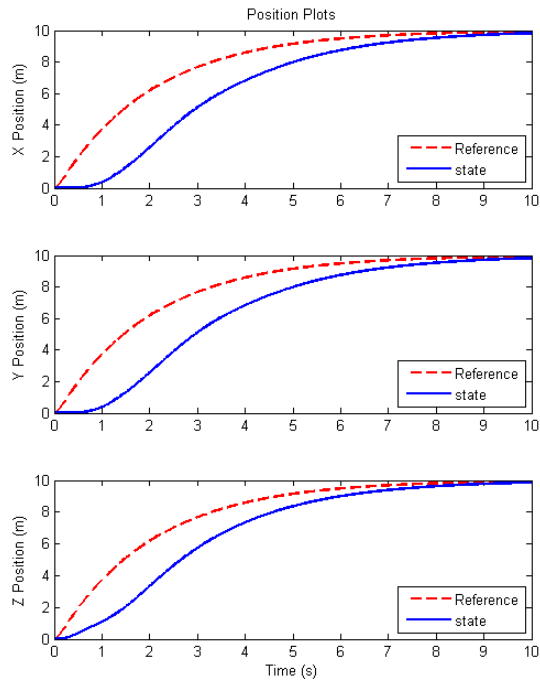 Position Plots
10
8
6
4
2
0
X Position (m)
Reference
state
0 1 2 3 4 5 6 7 8 9 10
10
8
6
4
2
0
Y Position (m)
Reference
state
0 1 2 3 4 5 6 7 8 9 10
10
8
6
4
2
0
Z Position (m)
Reference
state
0 1 2 3 4 5 6 7 8 9 10
Time (s)